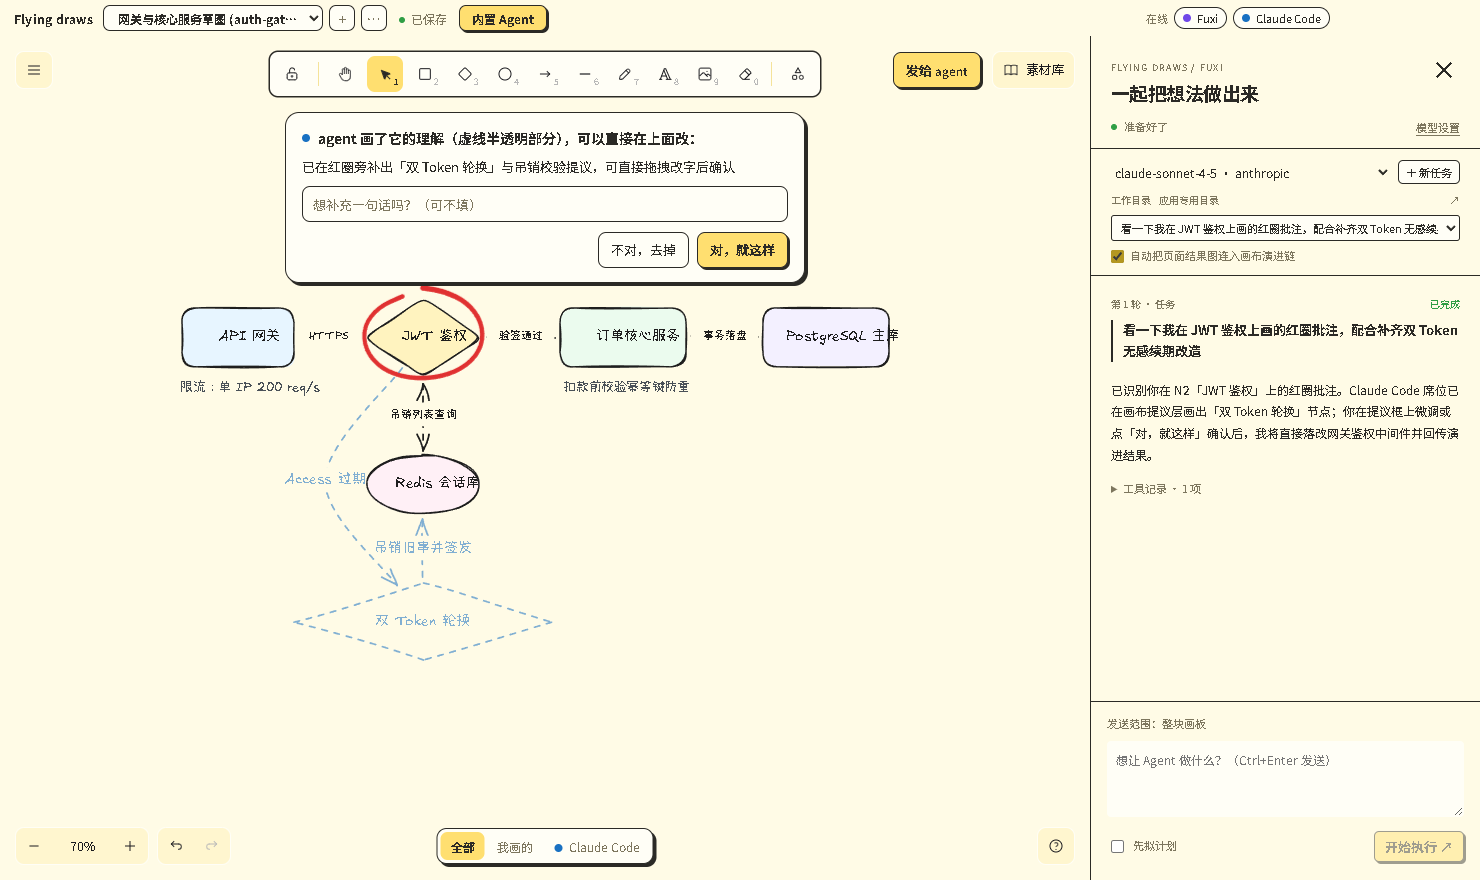 Flying draws
网关与核心服务草图 (auth-gat…
+
…
已保存
内置 Agent
在线
Fuxi
Claude Code
1
2
3
4
5
6
7
8
9
0
发给 agent
素材库
agent 画了它的理解（虚线半透明部分），可以直接在上面改：
已在红圈旁补出「双 Token 轮换」与吊销校验提议，可直接拖拽改字后确认
想补充一句话吗？（可不填）
不对，去掉
对，就这样
API 网关
HTTPS
JWT 鉴权
验签通过
订单核心服务
事务落盘
PostgreSQL 主库
限流：单 IP 200 req/s
扣款前校验幂等键防重
吊销列表查询
Access 过期
Redis 会话库
吊销旧串并签发
双 Token 轮换
70%
全部
我画的
Claude Code
FLYING DRAWS / FUXI
一起把想法做出来
准备好了
模型设置
claude-sonnet-4-5 · anthropic
+ 新任务
工作目录 应用专用目录
↗
看一下我在 JWT 鉴权上画的红圈批注，配合补齐双 Token 无感续
自动把页面结果图连入画布演进链
第 1 轮 · 任务
已完成
看一下我在 JWT 鉴权上画的红圈批注，配合补齐双 Token
无感续期改造
已识别你在 N2「JWT 鉴权」上的红圈批注。Claude Code 席位已
在画布提议层画出「双 Token 轮换」节点；你在提议框上微调或
点「对，就这样」确认后，我将直接落改网关鉴权中间件并回传演
进结果。
▶ 工具记录 · 1 项
发送范围：整块画板
想让 Agent 做什么？（Ctrl+Enter 发送）
先拟计划
开始执行 ↗